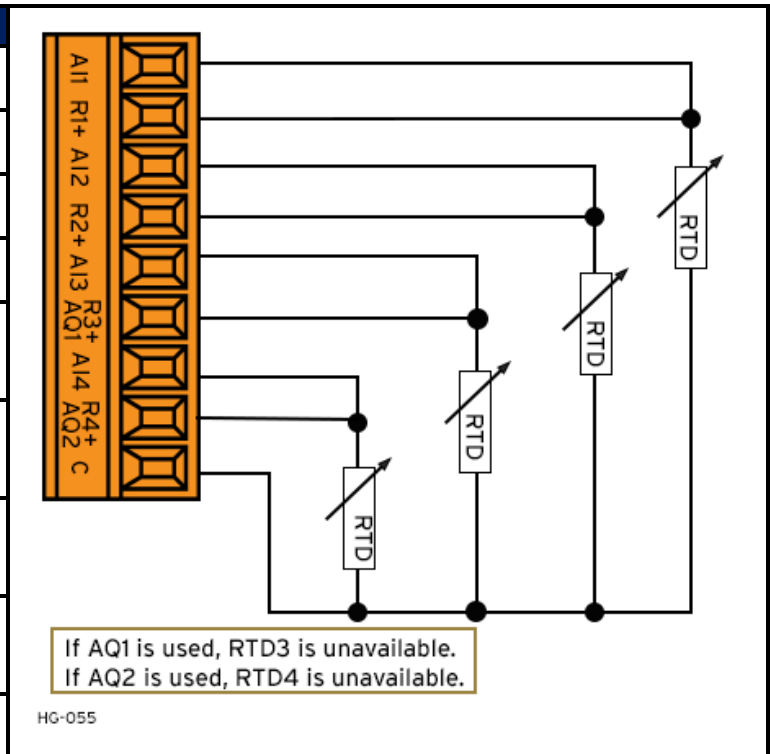 AI1
R1+
AI2
R2+
AI3
R3+
AQ1
AI4
R4+
AQ2
C
RTD
RTD
RTD
RTD
If AQ1 is used, RTD3 is unavailable.
If AQ2 is used, RTD4 is unavailable.
HG-055